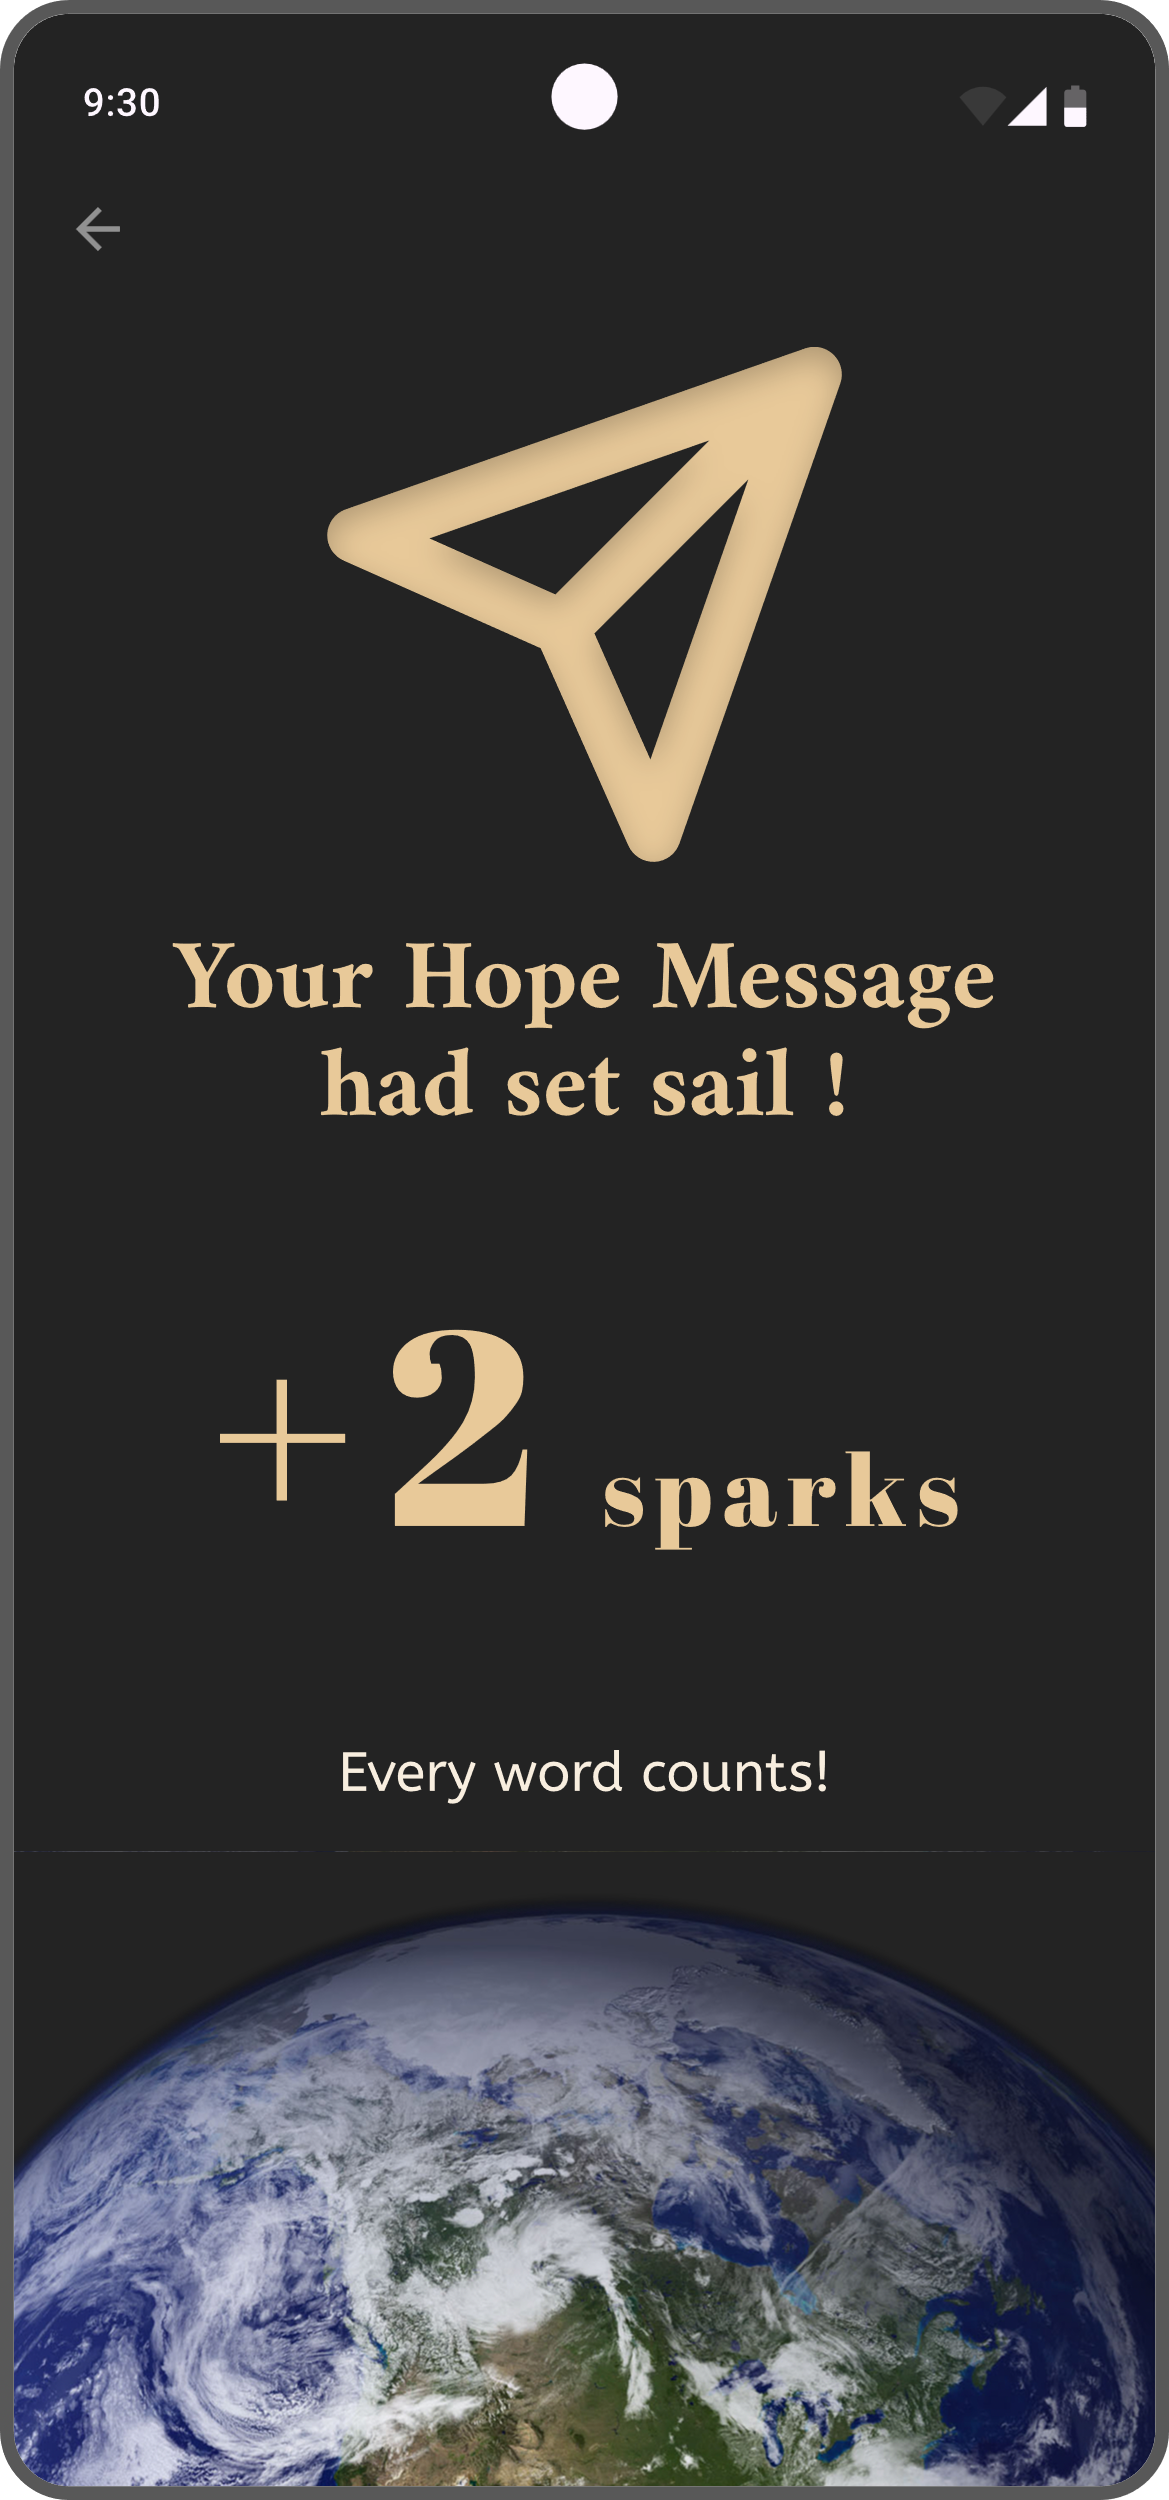 9:30
Your Hope Message
had set sail !
+2 sparks
Every word counts!